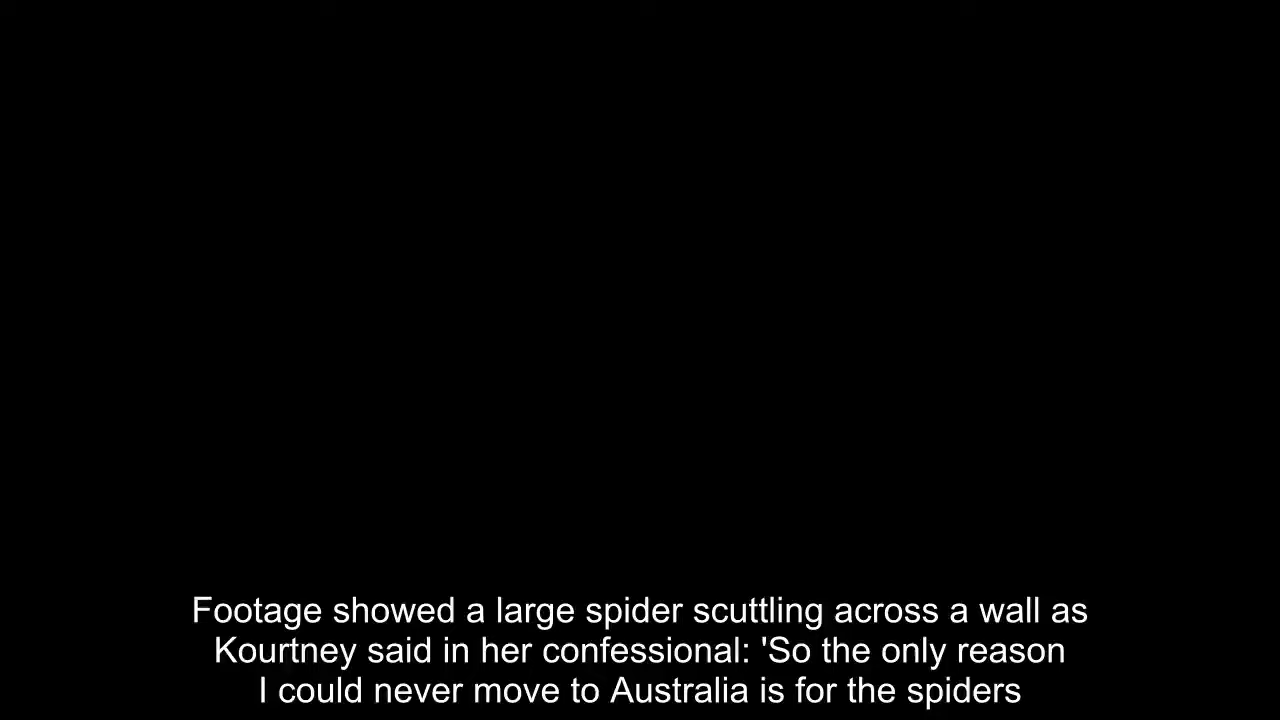 Footage showed a large spider scuttling across a wall as
Kourtney said in her confessional: 'So the only reason
I could never move to Australia is for the spiders